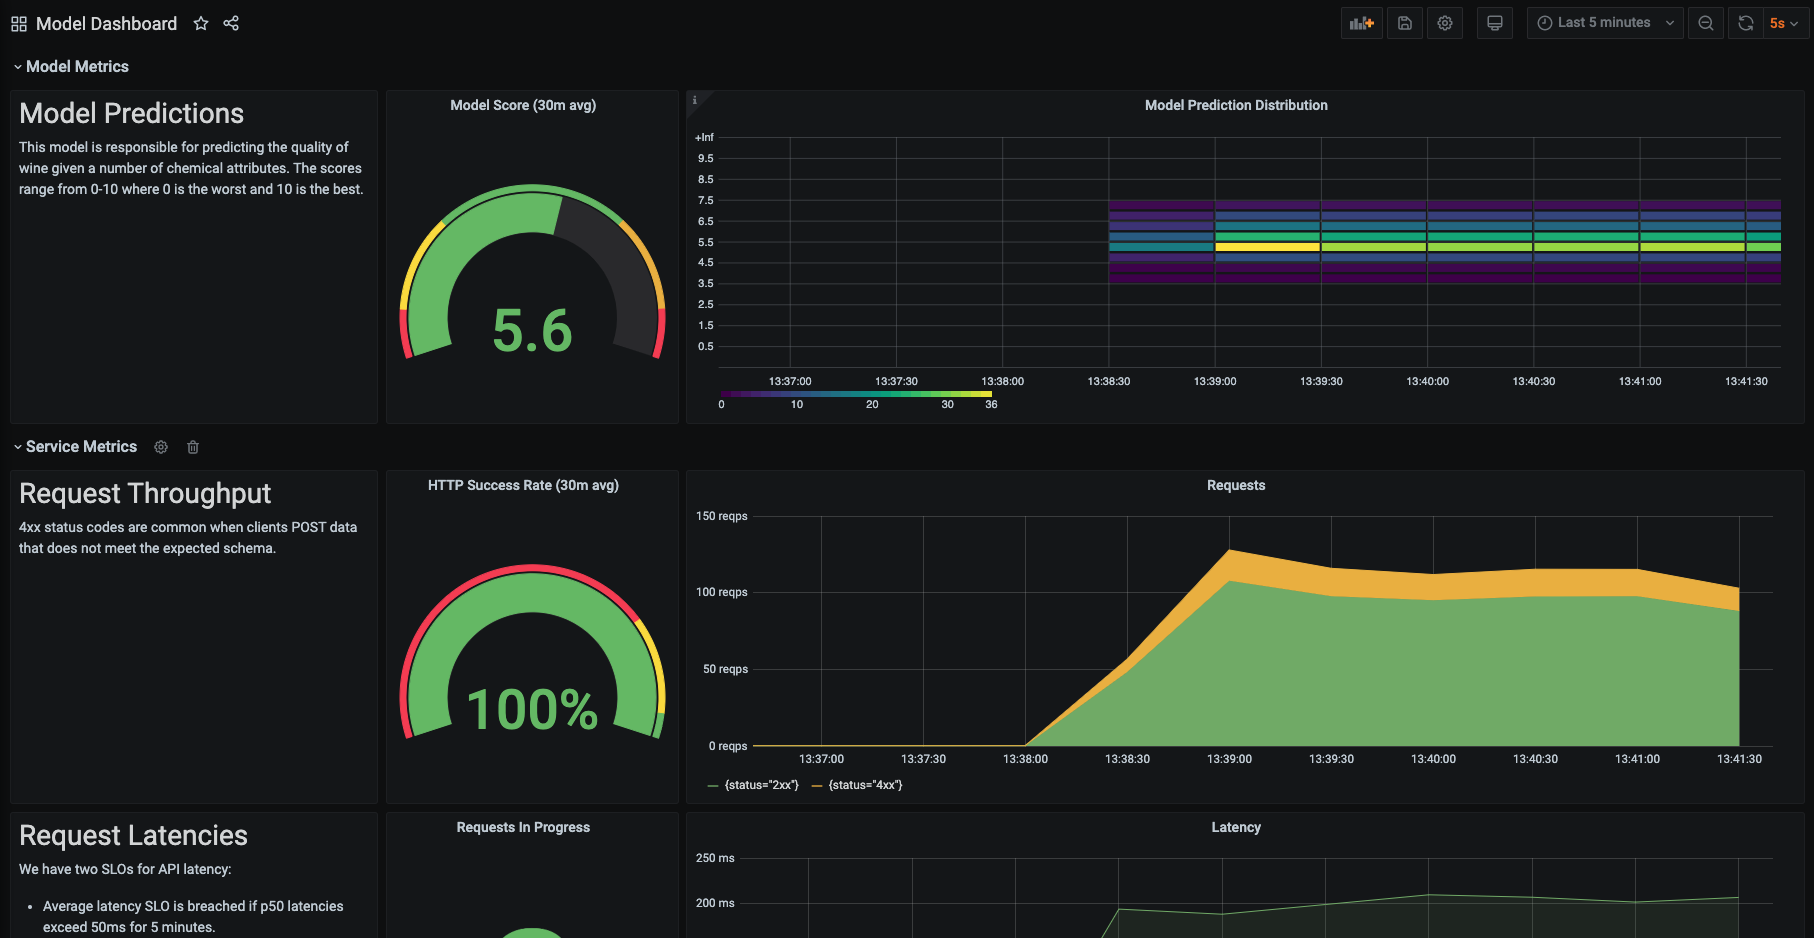 Model Dashboard
Last 5 minutes
5s
Model Metrics
Model Predictions
This model is responsible for predicting the quality of
wine given a number of chemical attributes. The scores
range from 0-10 where 0 is the worst and 10 is the best.
Model Score (30m avg)
5.6
i
Model Prediction Distribution
+Inf
9.5
8.5
7.5
6.5
5.5
4.5
3.5
2.5
1.5
0.5
13:37:00 13:37:30 13:38:00 13:38:30 13:39:00 13:39:30 13:40:00 13:40:30 13:41:00 13:41:30
0 10 20 30 36
Service Metrics
Request Throughput
4xx status codes are common when clients POST data
that does not meet the expected schema.
HTTP Success Rate (30m avg)
100%
Requests
150 reqps
100 reqps
50 reqps
0 reqps
13:37:00 13:37:30 13:38:00 13:38:30 13:39:00 13:39:30 13:40:00 13:40:30 13:41:00 13:41:30
{status="2xx"} {status="4xx"}
Request Latencies
We have two SLOs for API latency:
• Average latency SLO is breached if p50 latencies
exceed 50ms for 5 minutes.
Requests In Progress
Latency
250 ms
200 ms